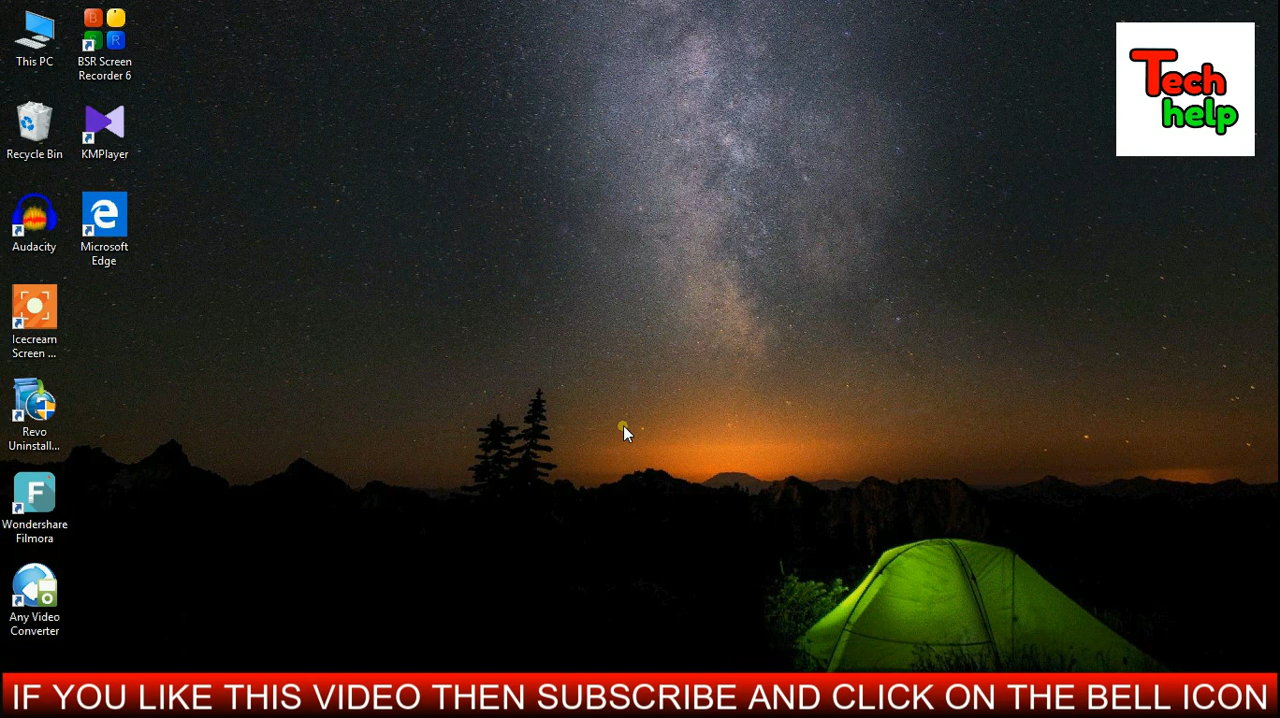 This PC
BSR Screen
Recorder 6
Recycle Bin
KMPlayer
Audacity
Microsoft
Edge
Icecream
Screen ...
Revo
Uninstall...
Wondershare
Filmora
Any Video
Converter
Tech
help
IF YOU LIKE THIS VIDEO THEN SUBSCRIBE AND CLICK ON THE BELL ICON